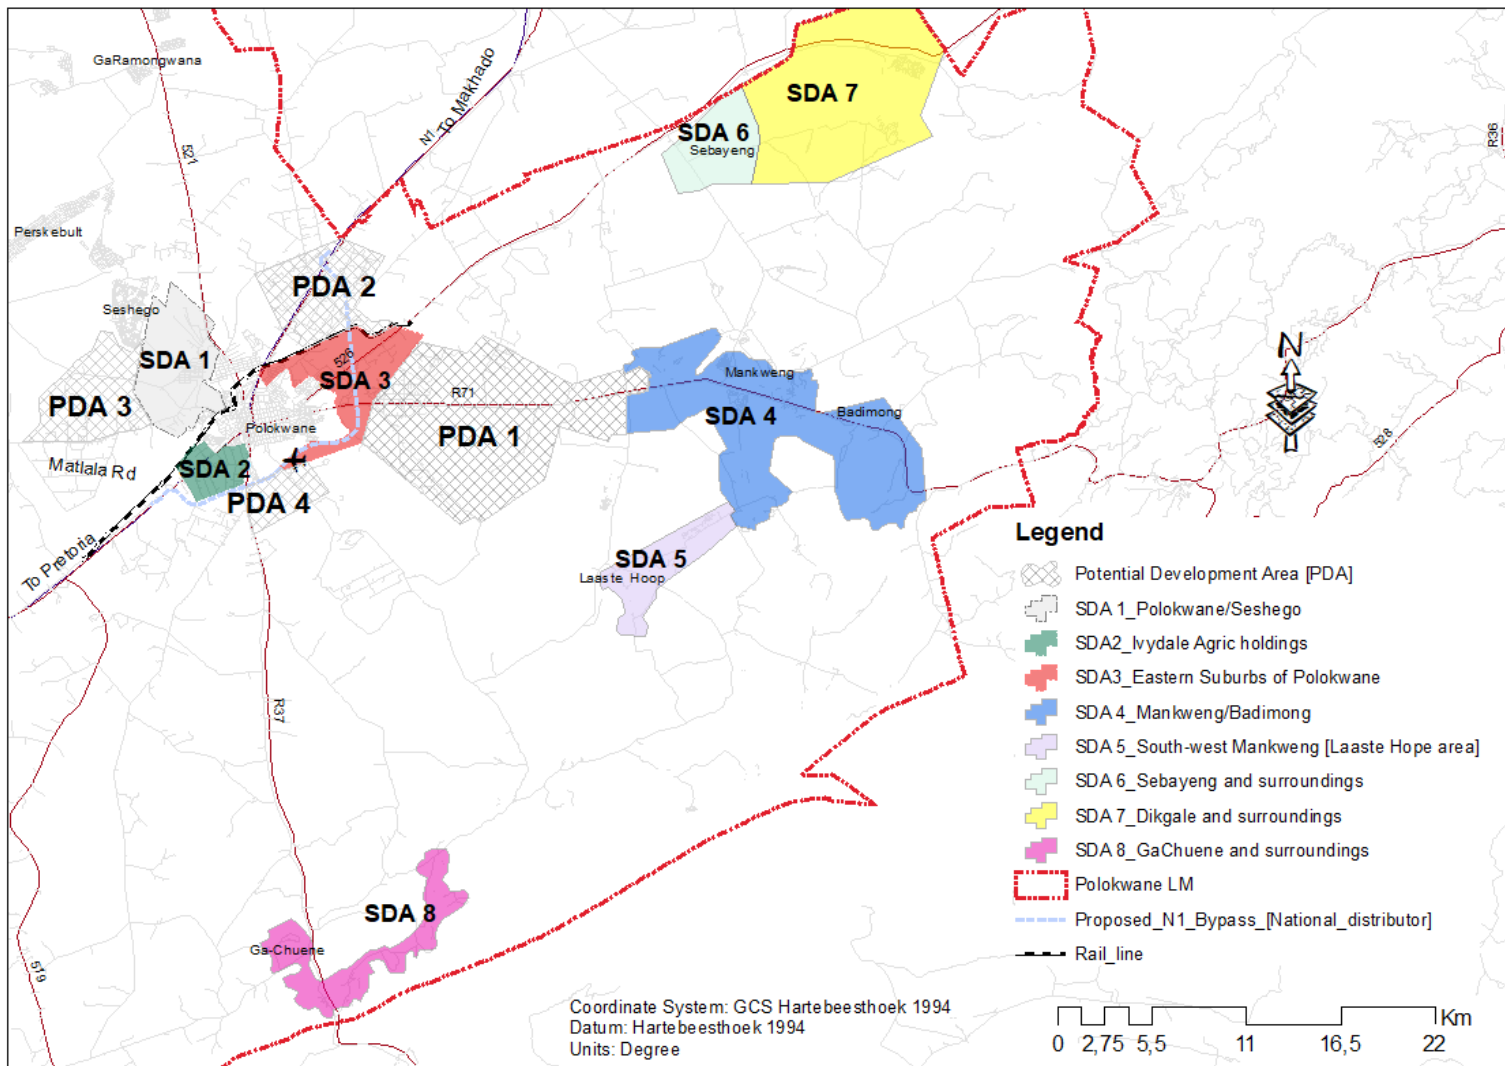 GaRamongwana
To Makhado
N1
521
SDA 7
SDA 6
Sebayeng
R36
Perskebult
PDA 2
Seshego
SDA 1
526
SDA 3
PDA 3
R71
Mankweng
SDA 4
Badimong
N
Polokwane
PDA 1
528
Matlala Rd
SDA 2
PDA 4
To Pretoria
SDA 5
Laaste Hoop
R37
SDA 8
Ga-Chuene
519
Legend
Potential Development Area [PDA]
SDA 1_Polokwane/Seshego
SDA2_Ivydale Agric holdings
SDA3_Eastern Suburbs of Polokwane
SDA 4_Mankweng/Badimong
SDA 5_South-west Mankweng [Laaste Hope area]
SDA 6_Sebayeng and surroundings
SDA 7_Dikgale and surroundings
SDA 8_GaChuene and surroundings
Polokwane LM
Proposed_N1_Bypass_[National_distributor]
Rail_line
Coordinate System: GCS Hartebeesthoek 1994
Datum: Hartebeesthoek 1994
Units: Degree
Km
0 2,75 5,5 11 16,5 22